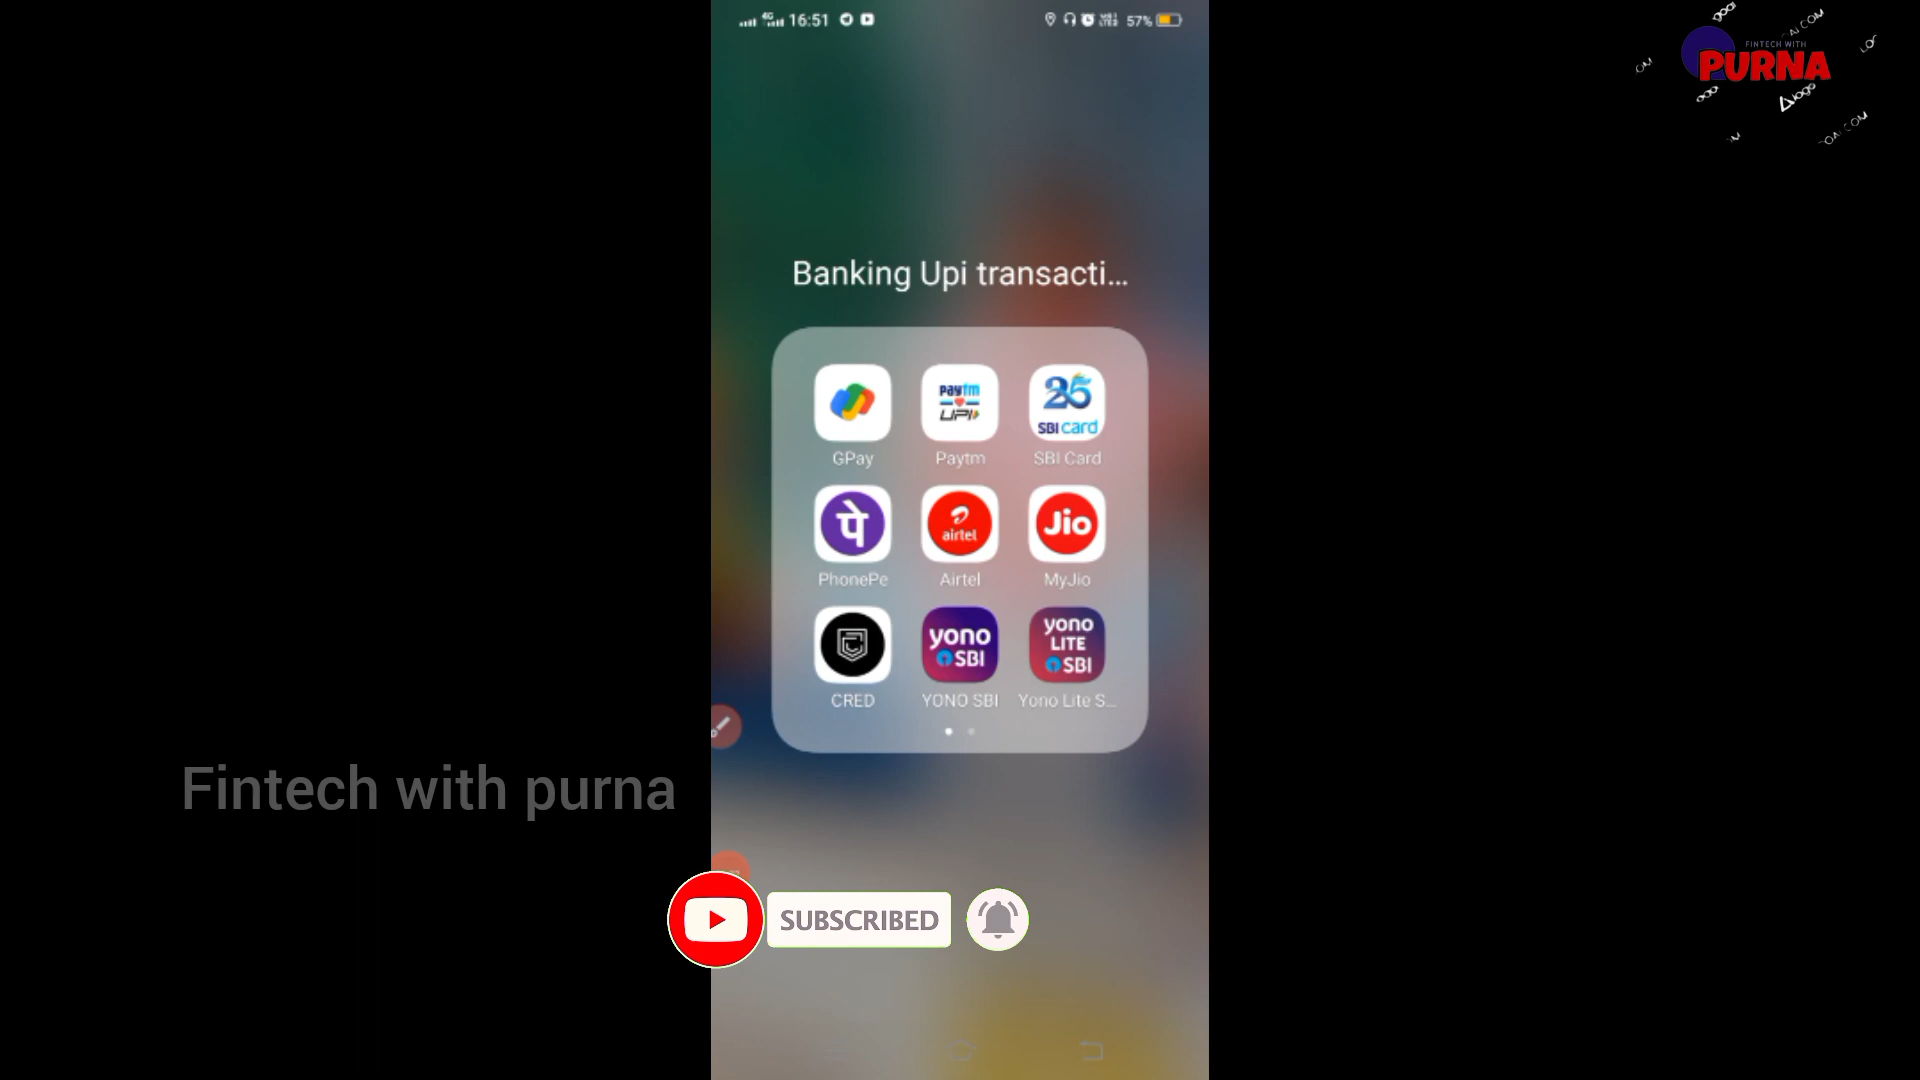 4G 16:51
57%
FINTECH WITH
PURNA
Banking Upi transacti...
Paytm
UPI
25
SBI card
GPay
Paytm
SBI Card
पे
airtel
Jio
PhonePe
Airtel
MyJio
yono
SBI
yono
LITE
SBI
CRED
YONO SBI
Yono Lite S...
Fintech with purna
SUBSCRIBED